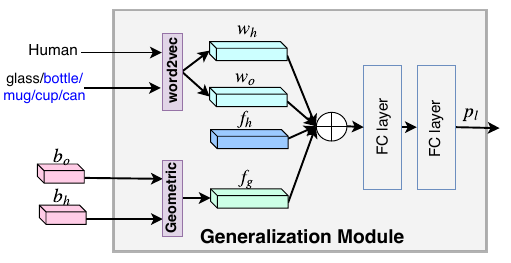 Human
glass/bottle/
mug/cup/can
word2vec
w_h
w_o
f_h
b_o
b_h
Geometric
f_g
FC layer
FC layer
p_l
Generalization Module